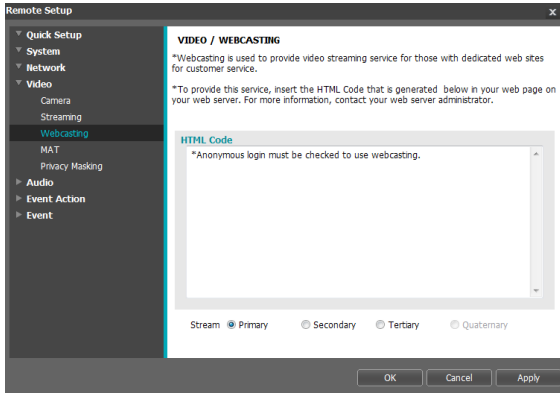 Remote Setup
x
Quick Setup
System
Network
Video
Camera
Streaming
Webcasting
MAT
Privacy Masking
Audio
Event Action
Event
VIDEO / WEBCASTING
*Webcasting is used to provide video streaming service for those with dedicated web sites
for customer service.
*To provide this service, insert the HTML Code that is generated below in your web page on
your web server. For more information, contact your web server administrator.
HTML Code
*Anonymous login must be checked to use webcasting.
Stream Primary Secondary Tertiary Quaternary
OK Cancel Apply